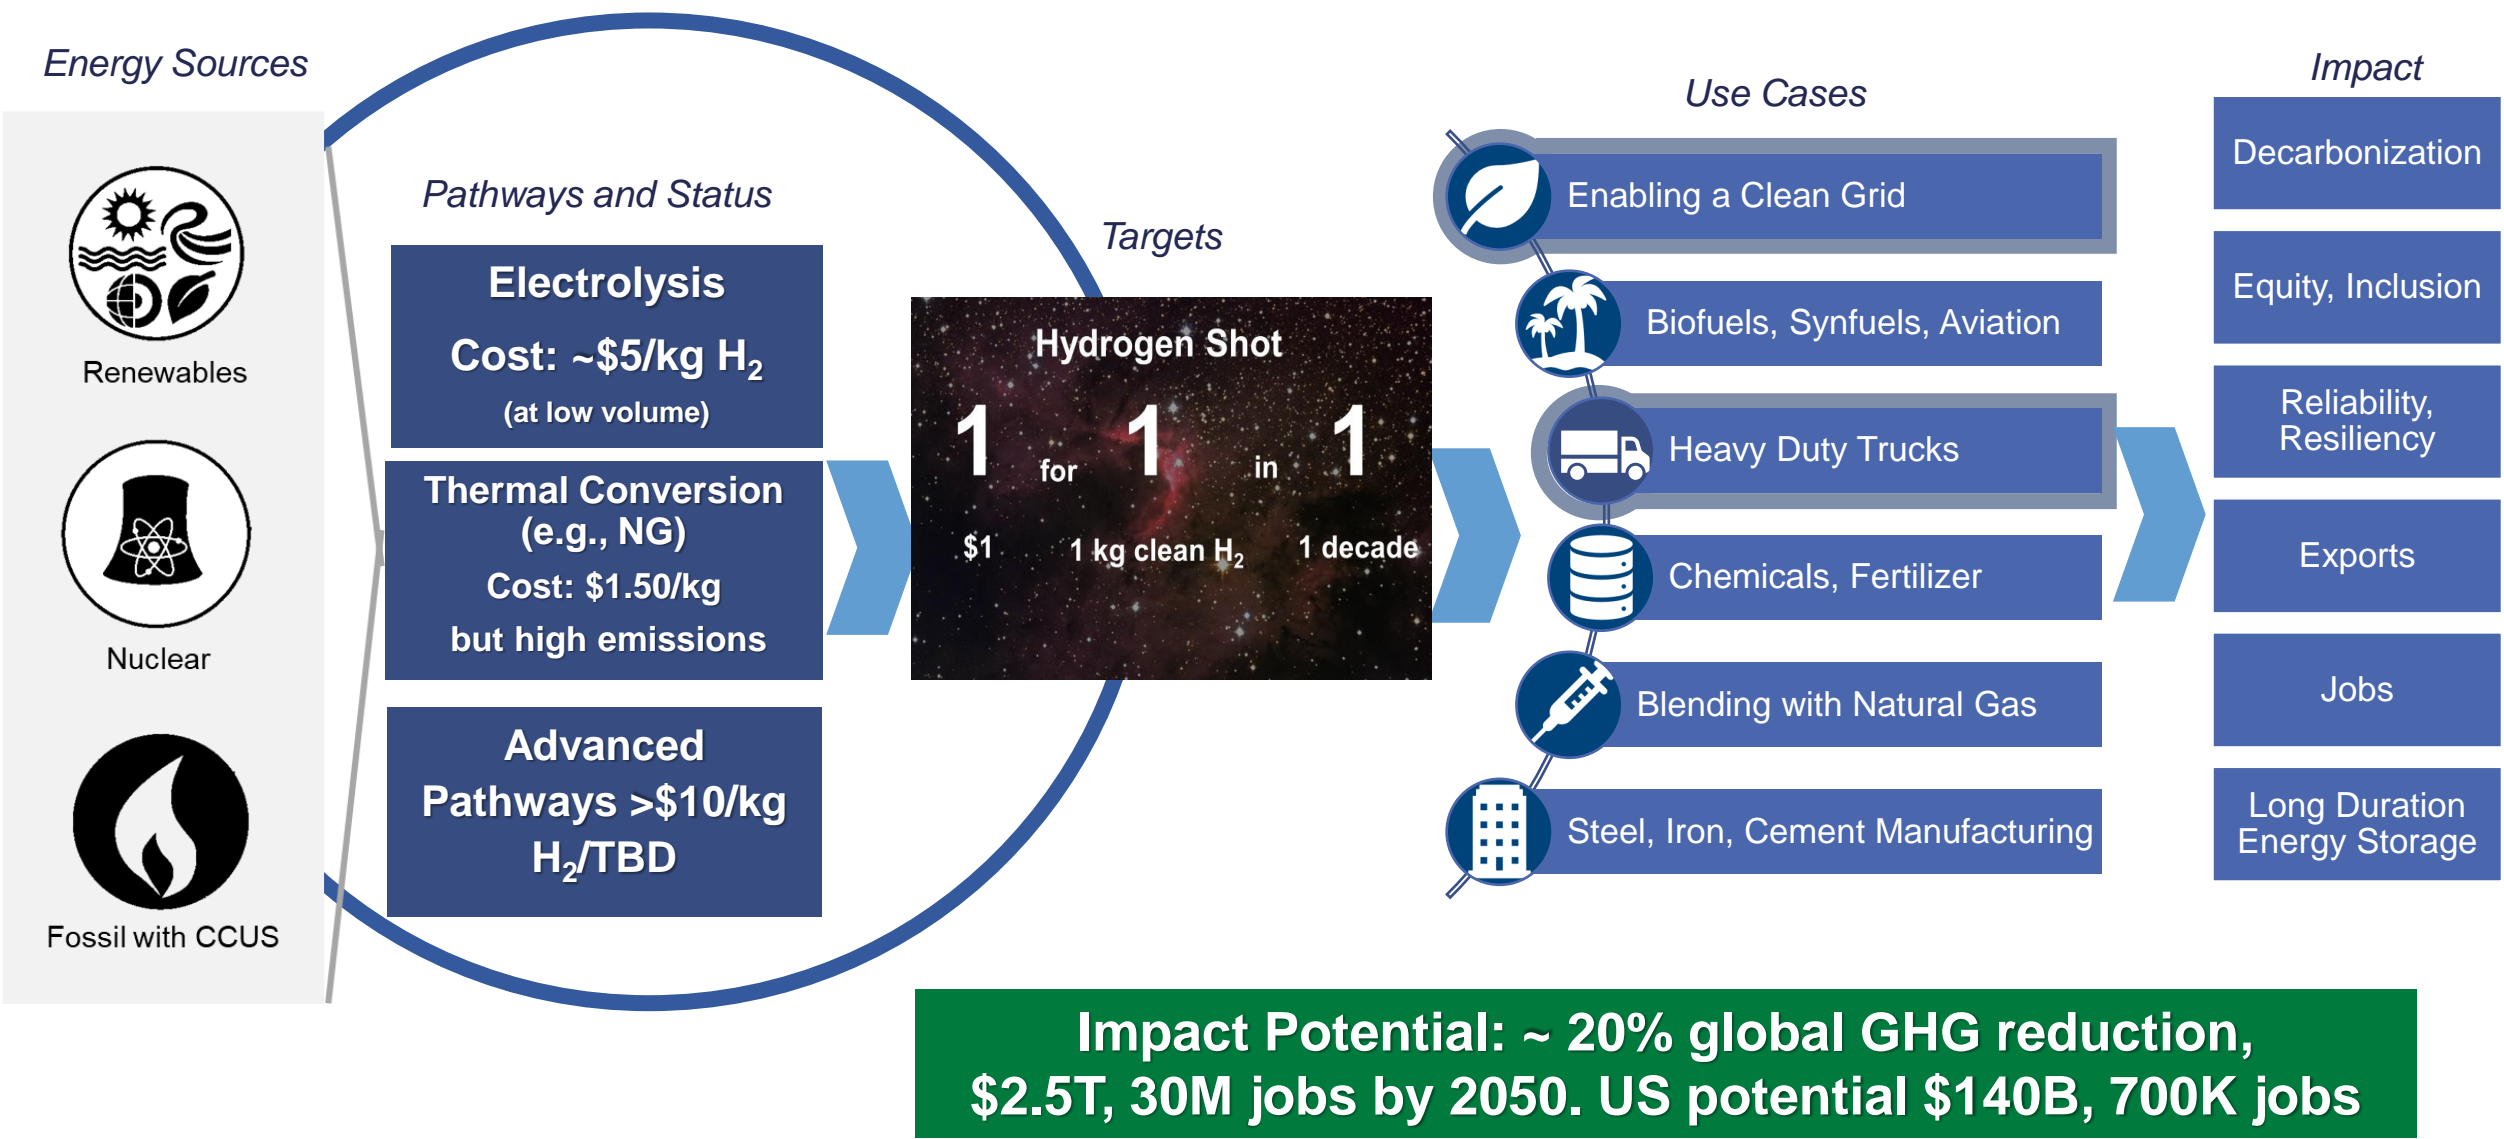 Energy Sources
Renewables
Nuclear
Fossil with CCUS
Pathways and Status
Electrolysis
Cost: ~$5/kg H₂
(at low volume)
Thermal Conversion
(e.g., NG)
Cost: $1.50/kg
but high emissions
Advanced
Pathways >$10/kg
H₂/TBD
Targets
Hydrogen Shot
1 for 1 in 1
$1 1 kg clean H₂ 1 decade
Use Cases
Enabling a Clean Grid
Biofuels, Synfuels, Aviation
Heavy Duty Trucks
Chemicals, Fertilizer
Blending with Natural Gas
Steel, Iron, Cement Manufacturing
Impact
Decarbonization
Equity, Inclusion
Reliability,
Resiliency
Exports
Jobs
Long Duration
Energy Storage
Impact Potential: ~ 20% global GHG reduction,
$2.5T, 30M jobs by 2050. US potential $140B, 700K jobs